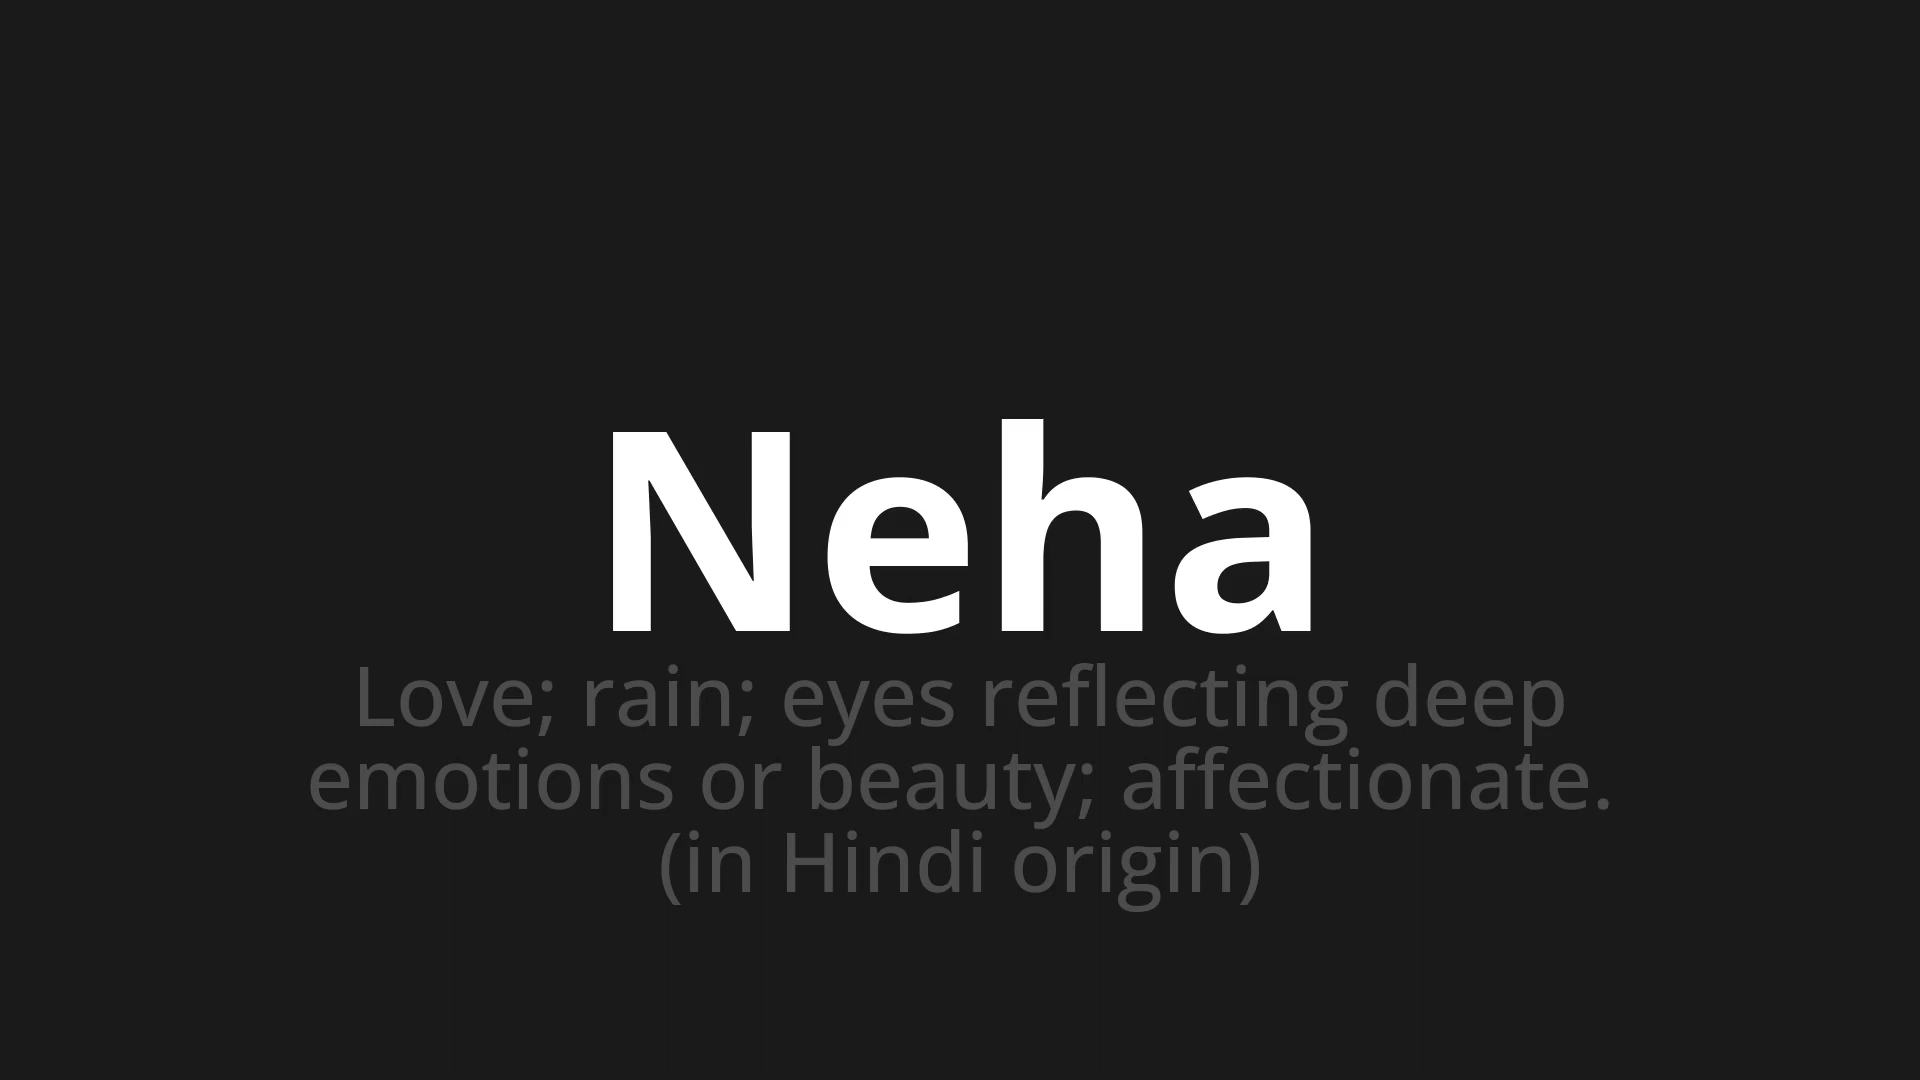 Neha
Love; rain; eyes reflecting deep
emotions or beauty; affectionate.
(in Hindi origin)